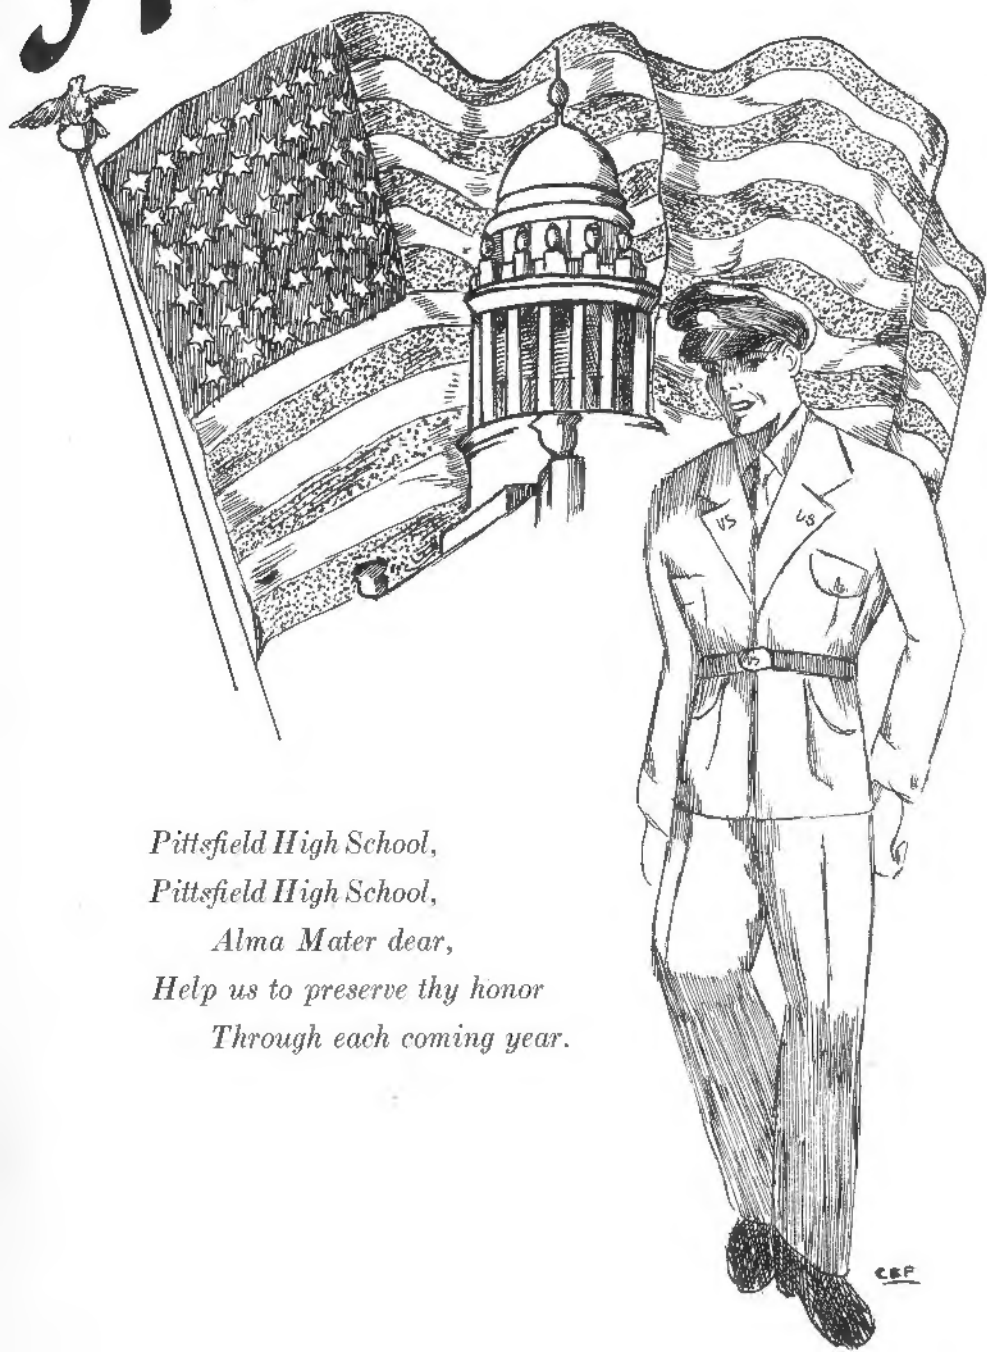 US US
Pittsfield High School,
Pittsfield High School,
Alma Mater dear,
Help us to preserve thy honor
Through each coming year.
CBF